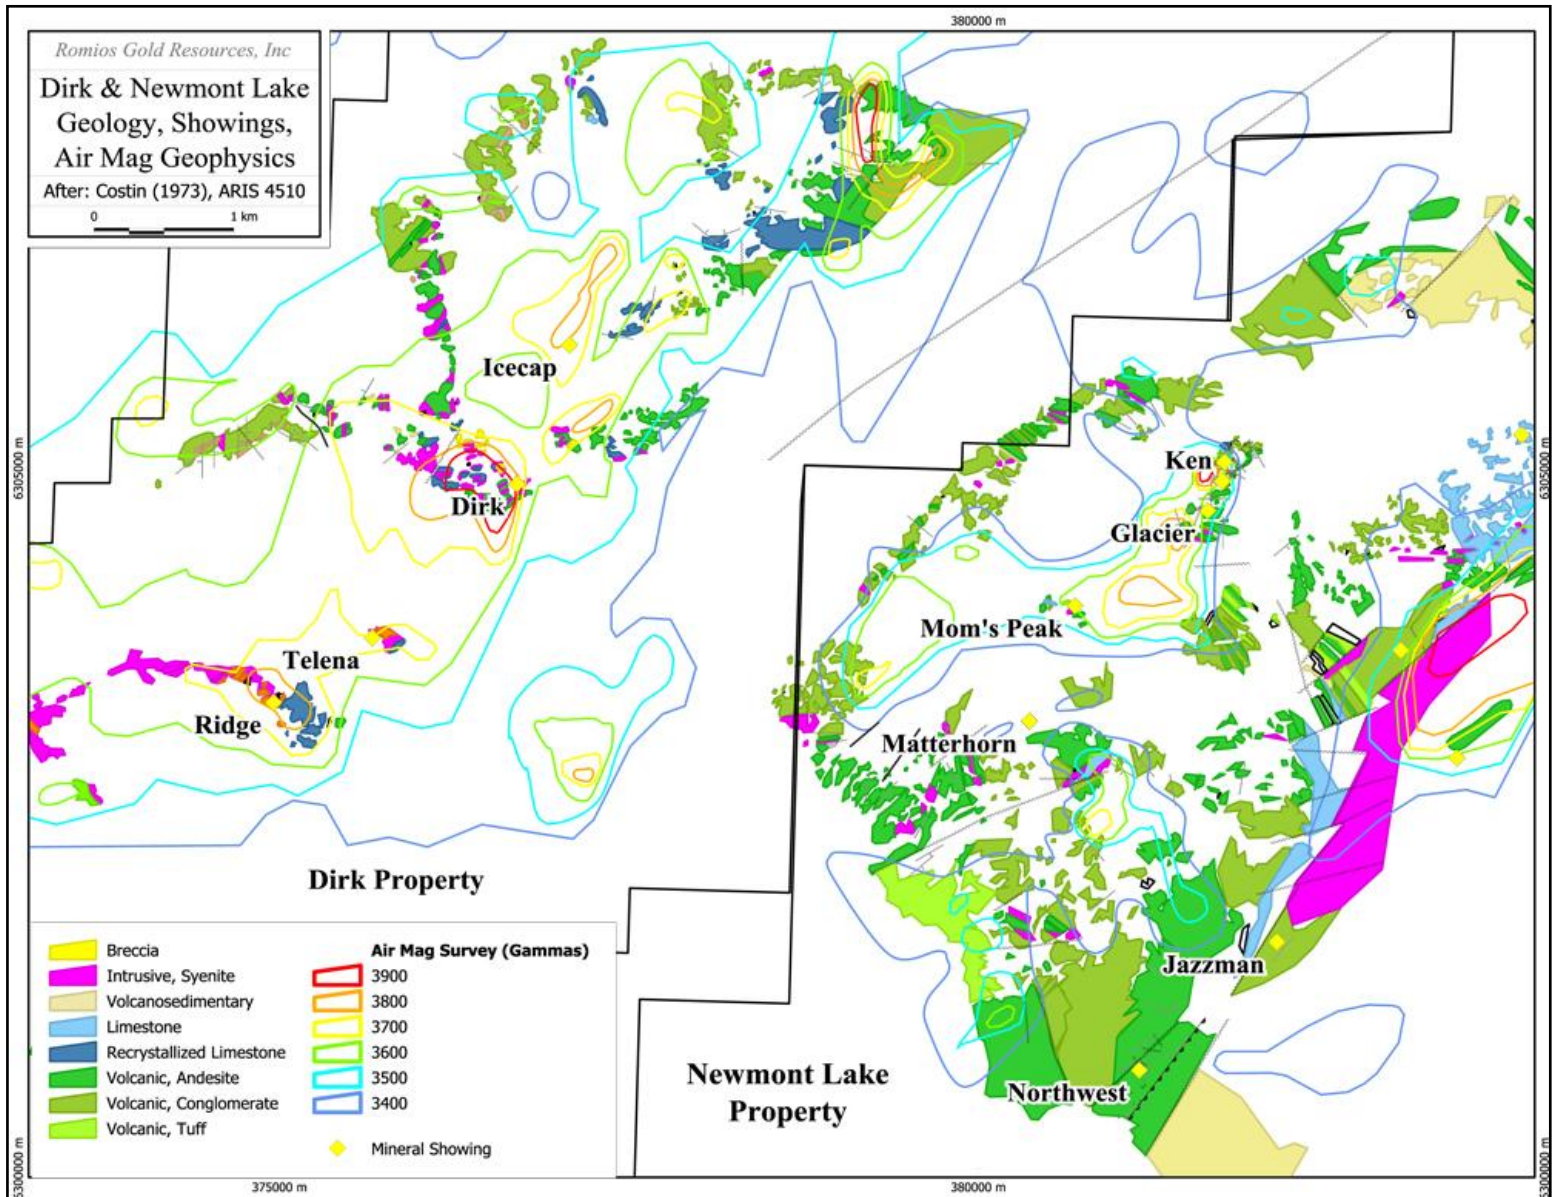 380000 m
Romios Gold Resources, Inc
Dirk & Newmont Lake
Geology, Showings,
Air Mag Geophysics
After: Costin (1973), ARIS 4510
0 1 km
Icecap
Dirk
Telena
Ridge
Ken
Glacier
Mom's Peak
Matterhorn
Jazzman
Northwest
Dirk Property
Newmont Lake
Property
6305000 m
6305000 m
Breccia
Intrusive, Syenite
Volcanosedimentary
Limestone
Recrystallized Limestone
Volcanic, Andesite
Volcanic, Conglomerate
Volcanic, Tuff
Air Mag Survey (Gammas)
3900
3800
3700
3600
3500
3400
Mineral Showing
6300000 m
6300000 m
375000 m
380000 m